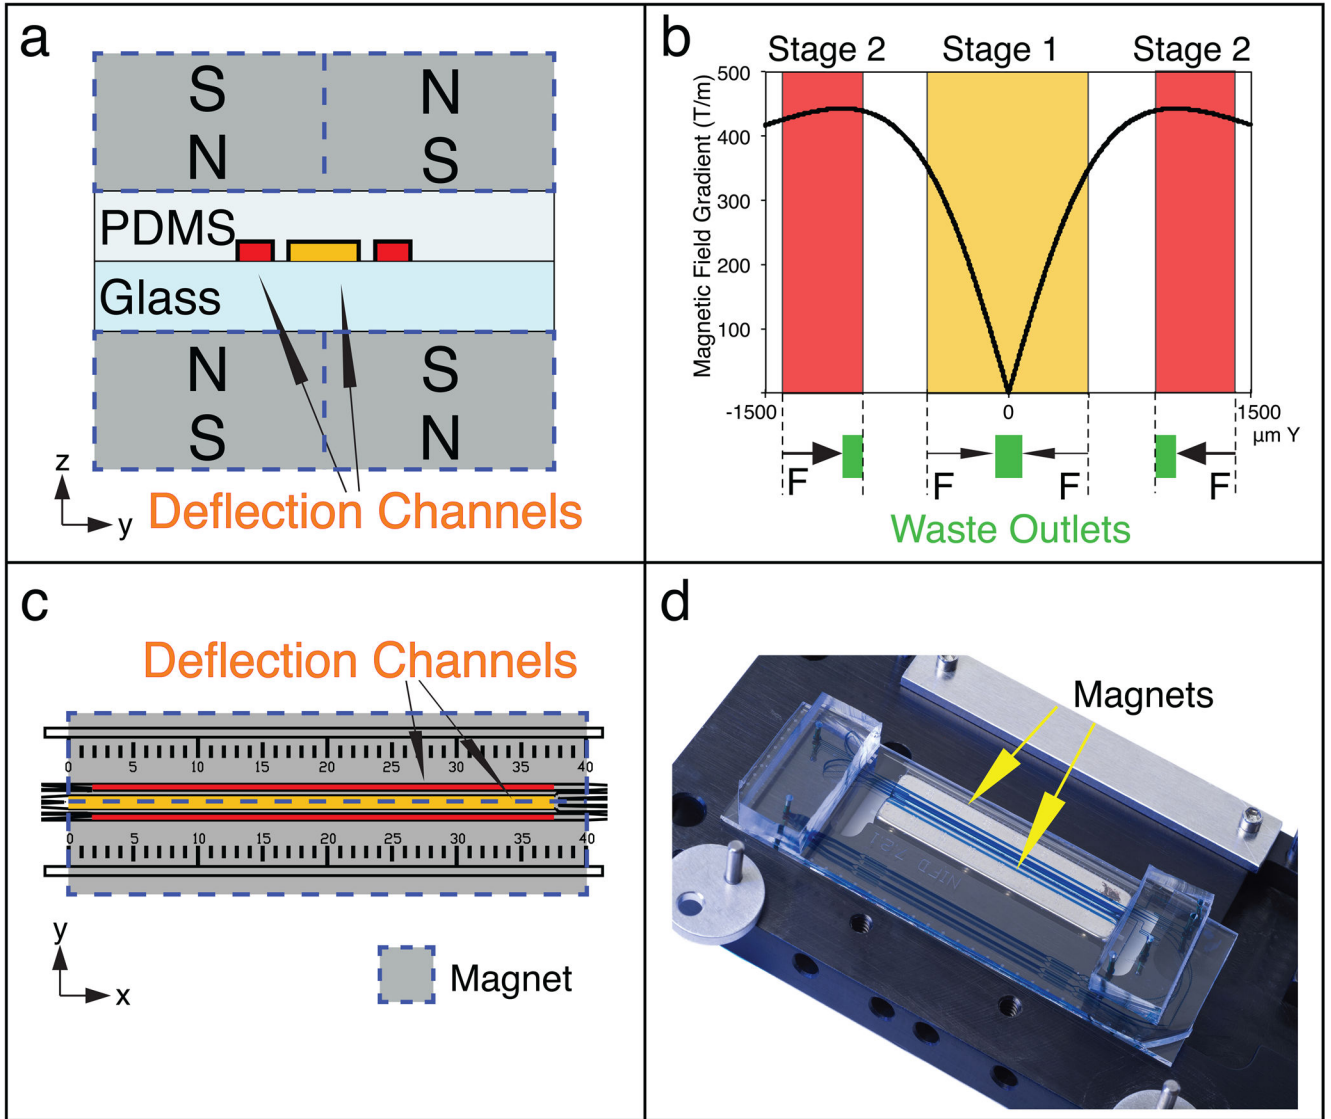 a
S N
N S
PDMS
Glass
N S
S N
z
y
Deflection Channels
b
Stage 2 Stage 1 Stage 2
Magnetic Field Gradient (T/m)
500
400
300
200
100
-1500 0 1500
µm Y
F F F F
Waste Outlets
c
Deflection Channels
0 5 10 15 20 25 30 35 40
0 5 10 15 20 25 30 35 40
y
x
Magnet
d
Magnets